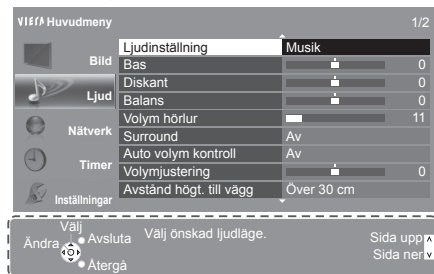 VIErA Huvudmeny 1/2
Bild
Ljud
Nätverk
Timer
Inställningar
Ljudinställning Musik
Bas 0
Diskant 0
Balans 0
Volym hörlur 11
Surround Av
Auto volym kontroll Av
Volymjustering 0
Avstånd högt. till vägg Över 30 cm
Välj
Ändra Avsluta
Återgå
Välj önskad ljudläge.
Sida upp
Sida ner